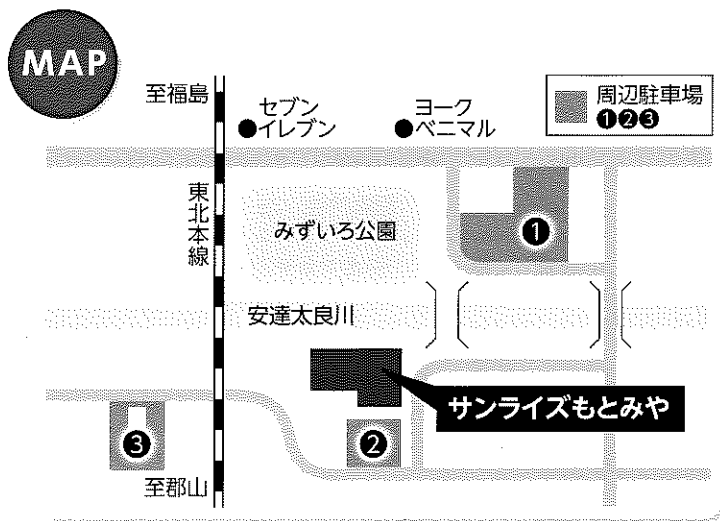 MAP
至福島
セブン
イレブン
ヨーク
ベニマル
周辺駐車場
❶❷❸
東北本線
みずいろ公園
❶
安達太良川
サンライズもとみや
❷
❸
至郡山